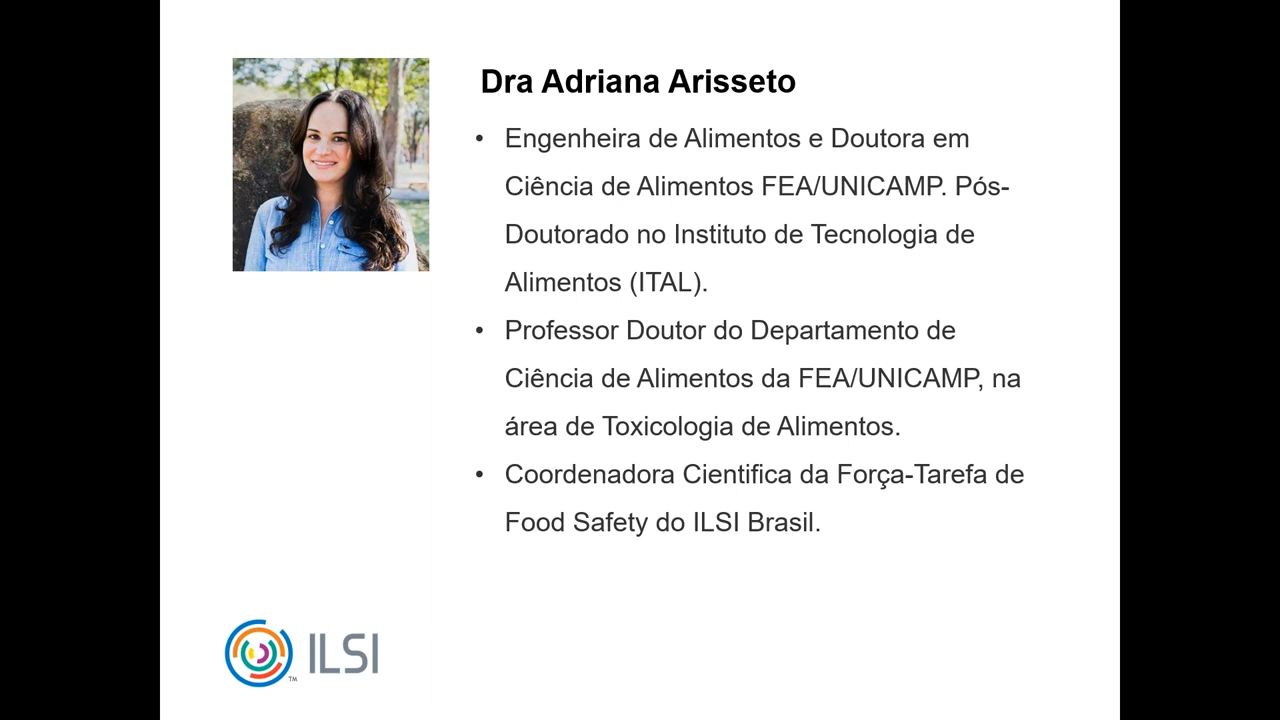 Dra Adriana Arisseto
• Engenheira de Alimentos e Doutora em
Ciência de Alimentos FEA/UNICAMP. Pós-
Doutorado no Instituto de Tecnologia de
Alimentos (ITAL).
• Professor Doutor do Departamento de
Ciência de Alimentos da FEA/UNICAMP, na
área de Toxicologia de Alimentos.
• Coordenadora Cientifica da Força-Tarefa de
Food Safety do ILSI Brasil.
ILSI
TM